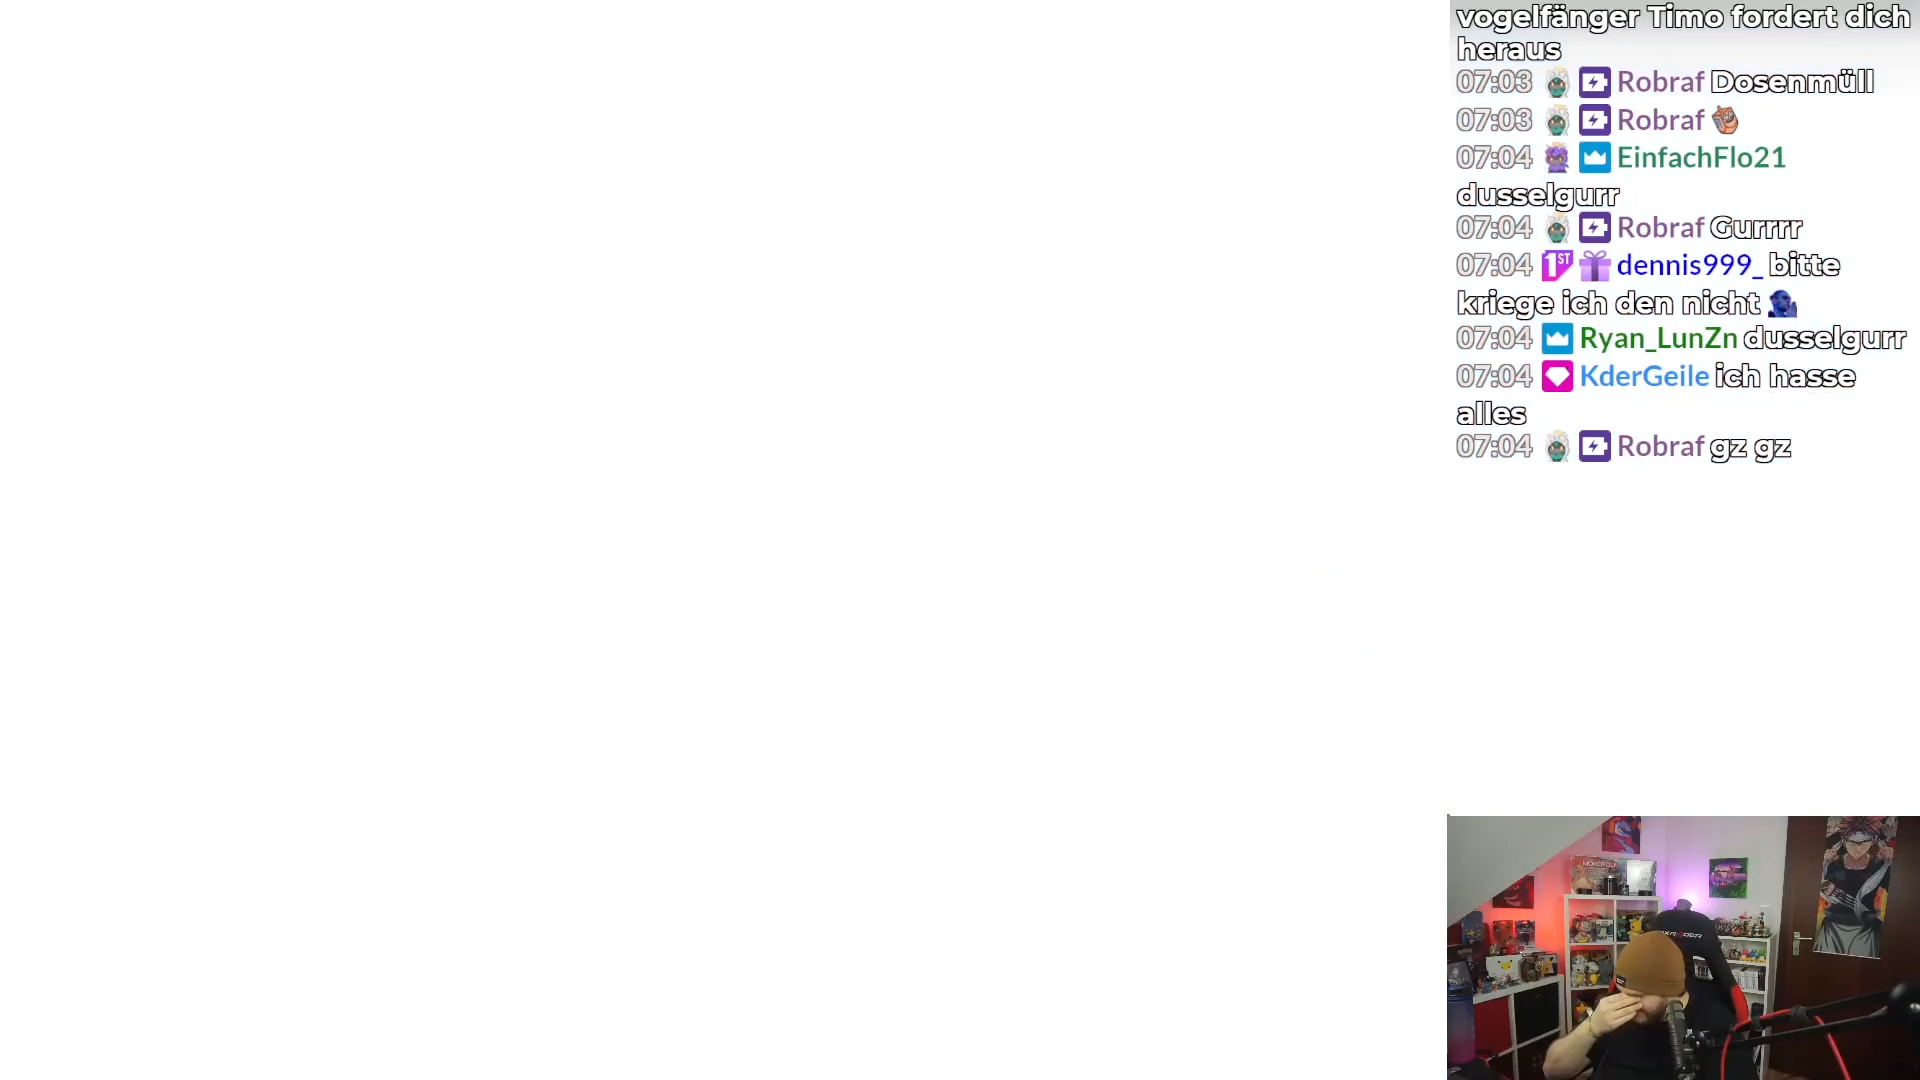 vogelfänger Timo fordert dich
heraus
07:03 Robraf Dosenmüll
07:03 Robraf
07:04 EinfachFlo21
dusselgurr
07:04 Robraf Gurrrr
07:04 1ST dennis999_ bitte
kriege ich den nicht
07:04 Ryan_LunZn dusselgurr
07:04 KderGeile ich hasse
alles
07:04 Robraf gz gz
MONOPOLY